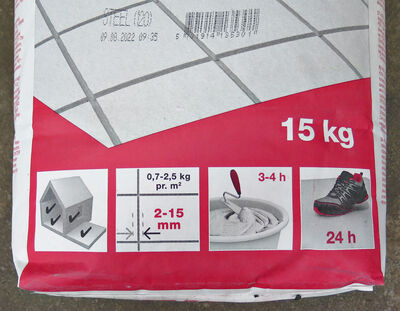 STEEL (120)
09.08.2022 09:35
15 kg
0,7-2,5 kg
pr. m²
2-15
mm
3-4 h
24 h